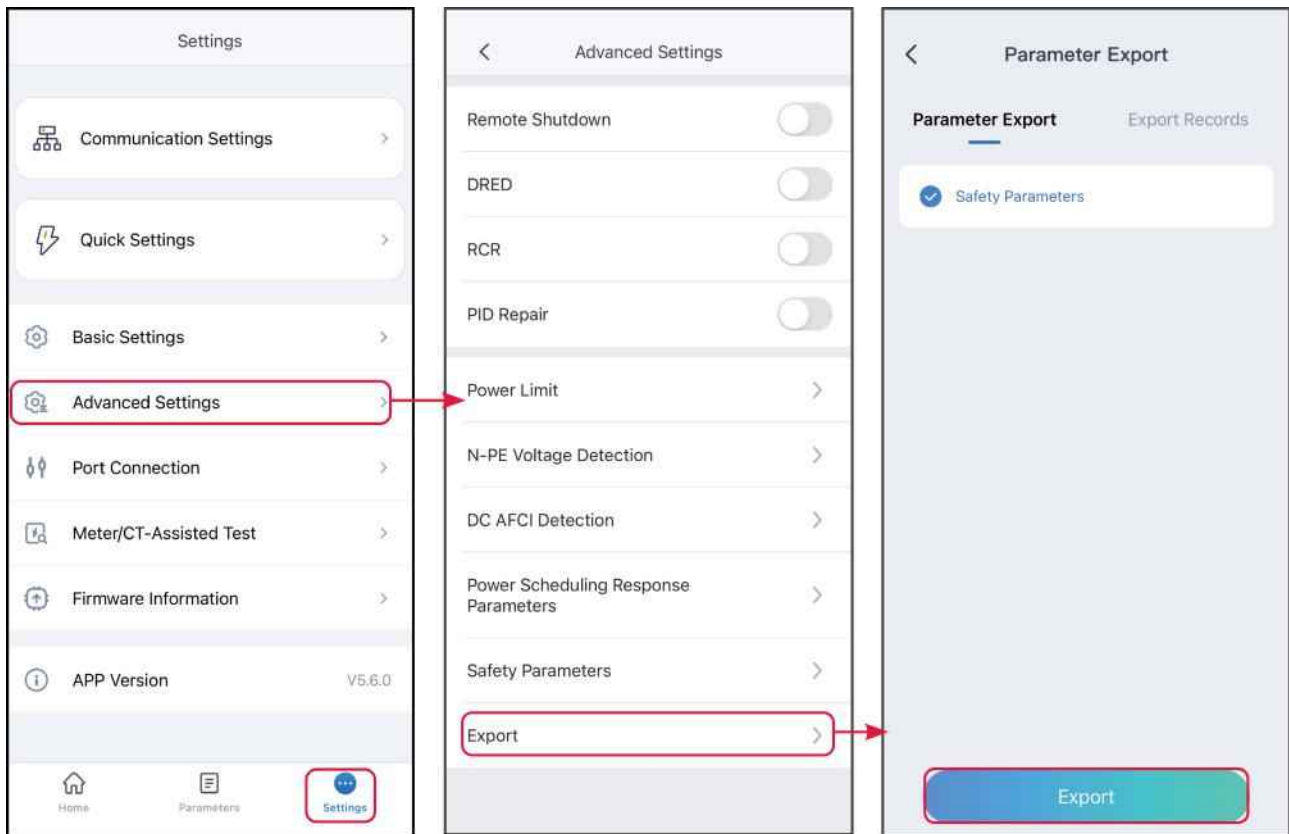 Settings
Communication Settings
Quick Settings
Basic Settings
Advanced Settings
Port Connection
Meter/CT-Assisted Test
Firmware Information
APP Version V5.6.0
Home Parameters Settings
Advanced Settings
Remote Shutdown
DRED
RCR
PID Repair
Power Limit
N-PE Voltage Detection
DC AFCI Detection
Power Scheduling Response
Parameters
Safety Parameters
Export
Parameter Export
Parameter Export Export Records
Safety Parameters
Export